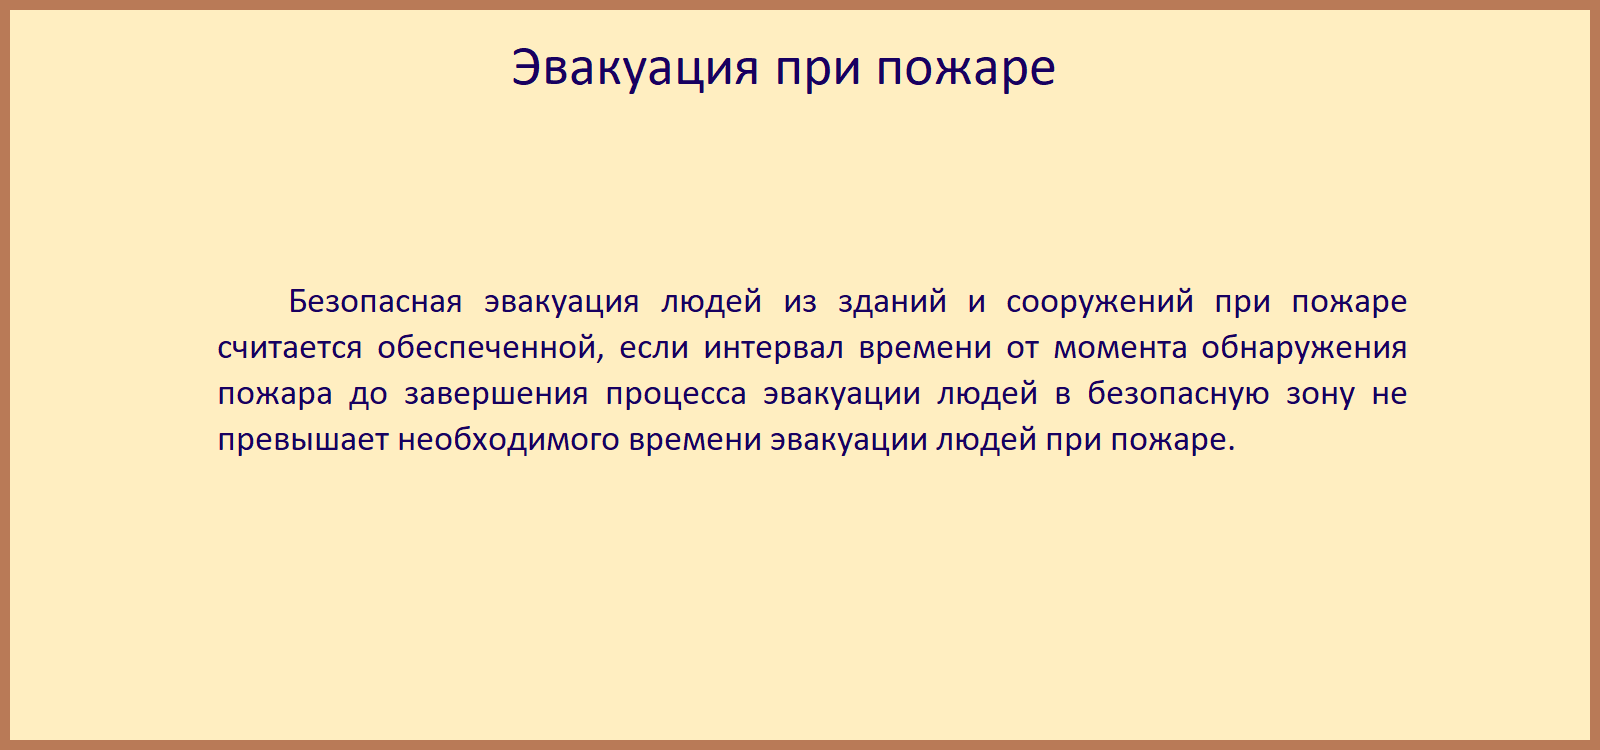 Эвакуация при пожаре
Безопасная эвакуация людей из зданий и сооружений при пожаре
считается обеспеченной, если интервал времени от момента обнаружения
пожара до завершения процесса эвакуации людей в безопасную зону не
превышает необходимого времени эвакуации людей при пожаре.